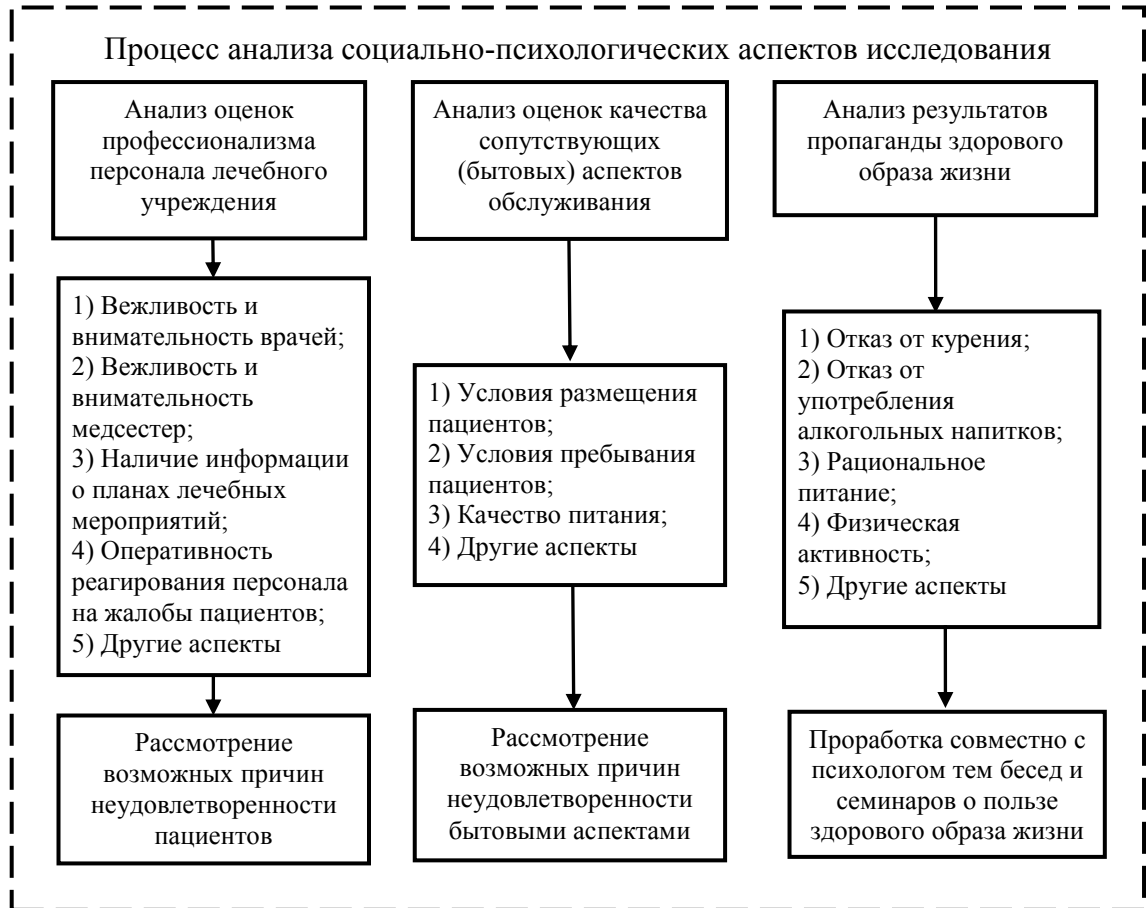 Процесс анализа социально-психологических аспектов исследования
Анализ оценок
профессионализма
персонала лечебного
учреждения
1) Вежливость и
внимательность врачей;
2) Вежливость и
внимательность
медсестер;
3) Наличие информации
о планах лечебных
мероприятий;
4) Оперативность
реагирования персонала
на жалобы пациентов;
5) Другие аспекты
Рассмотрение
возможных причин
неудовлетворенности
пациентов
Анализ оценок качества
сопутствующих
(бытовых) аспектов
обслуживания
1) Условия размещения
пациентов;
2) Условия пребывания
пациентов;
3) Качество питания;
4) Другие аспекты
Рассмотрение
возможных причин
неудовлетворенности
бытовыми аспектами
Анализ результатов
пропаганды здорового
образа жизни
1) Отказ от курения;
2) Отказ от
употребления
алкогольных напитков;
3) Рациональное
питание;
4) Физическая
активность;
5) Другие аспекты
Проработка совместно с
психологом тем бесед и
семинаров о пользе
здорового образа жизни